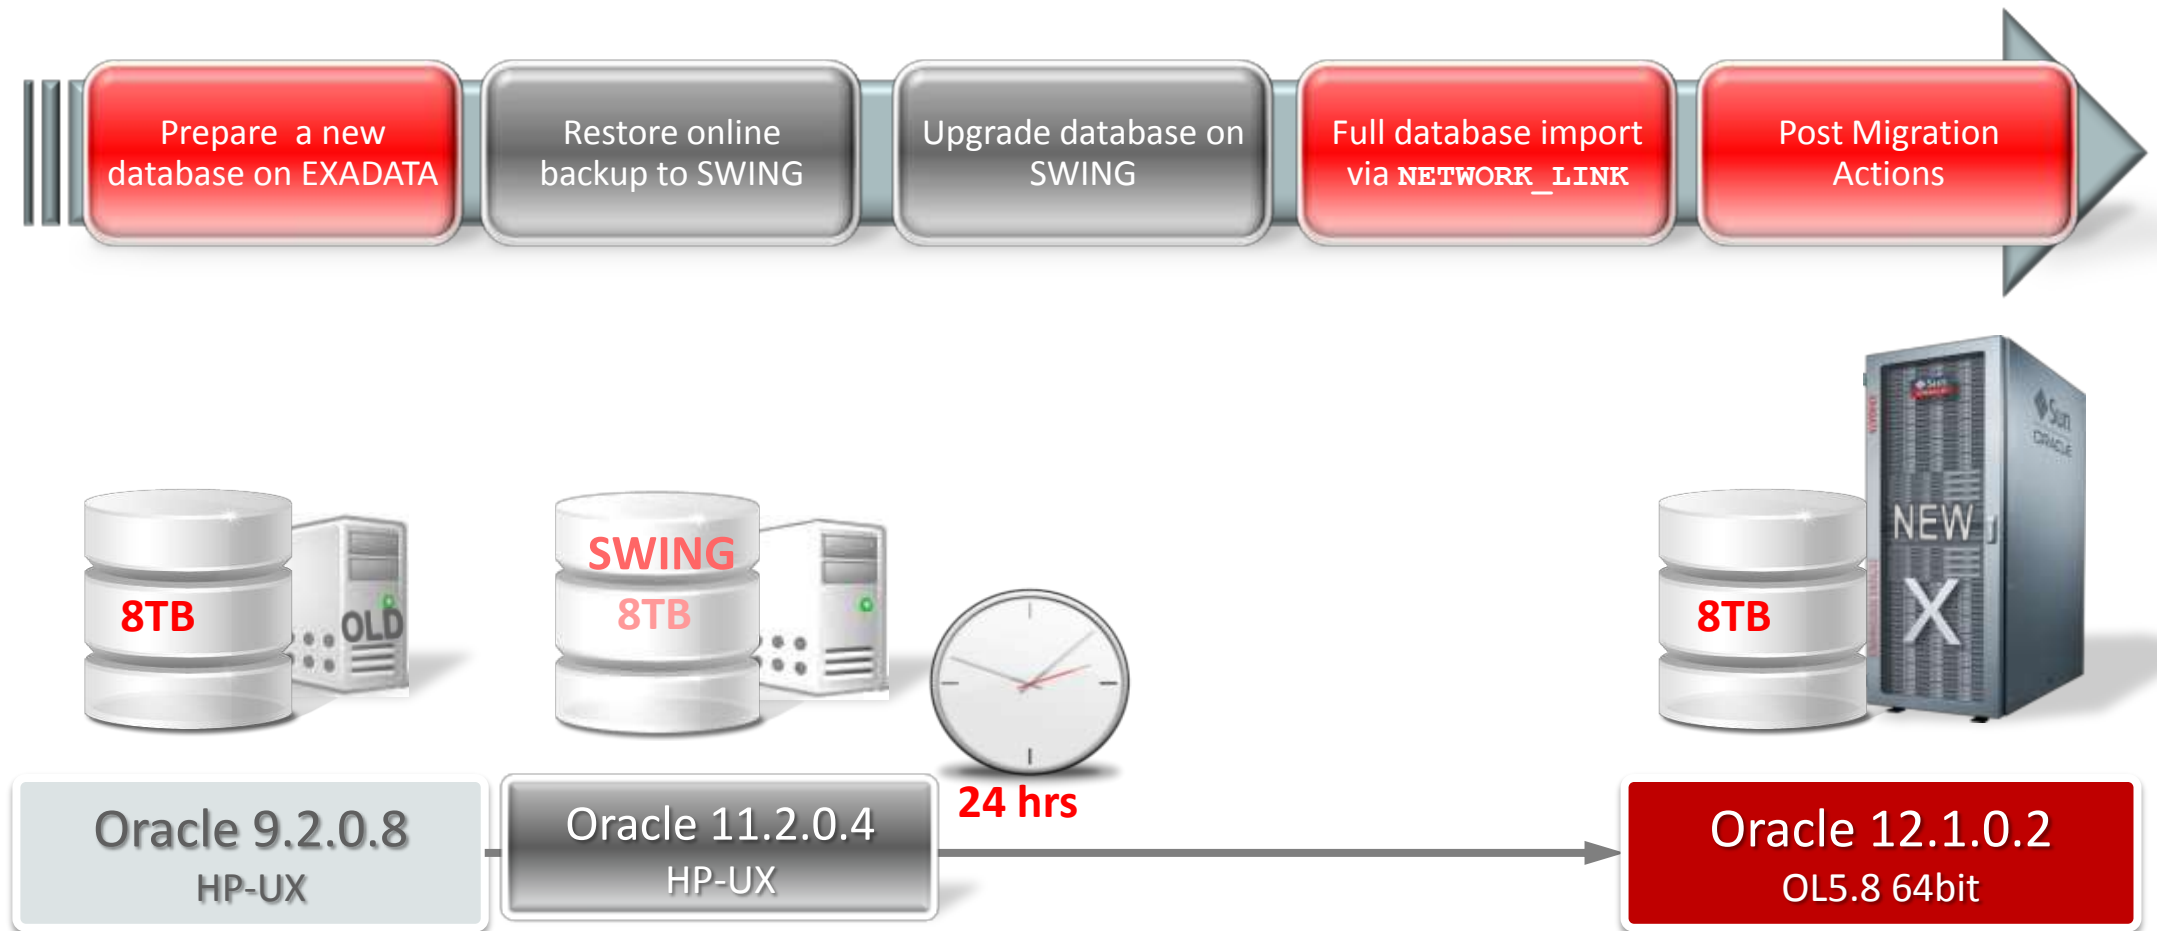 Prepare a new
database on EXADATA
Restore online
backup to SWING
Upgrade database on
SWING
Full database import
via NETWORK_LINK
Post Migration
Actions
8TB
OLD
SWING
8TB
24 hrs
8TB
NEW
X
Sun
ORACLE
Oracle 9.2.0.8
HP-UX
Oracle 11.2.0.4
HP-UX
Oracle 12.1.0.2
OL5.8 64bit